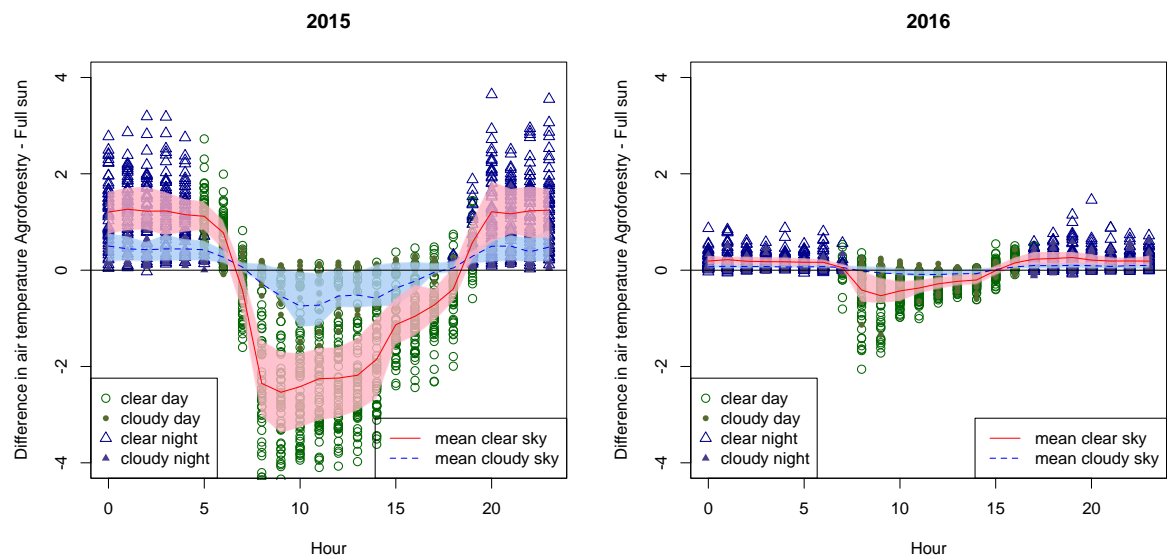 2015
Difference in air temperature Agroforestry - Full sun
4
2
0
-2
-4
clear day
cloudy day
clear night
cloudy night
mean clear sky
mean cloudy sky
0 5 10 15 20
Hour
2016
Difference in air temperature Agroforestry - Full sun
4
2
0
-2
-4
clear day
cloudy day
clear night
cloudy night
mean clear sky
mean cloudy sky
0 5 10 15 20
Hour